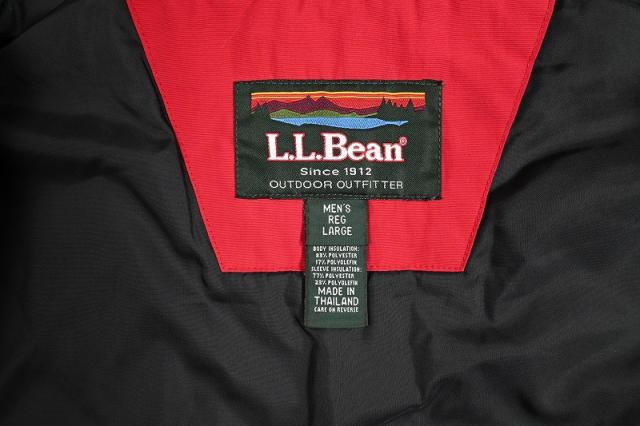 L.L.Bean®
Since 1912
OUTDOOR OUTFITTER
MEN'S
REG
LARGE
BODY INSULATION:
83% POLYESTER
17% POLYOLEFIN
SLEEVE INSULATION:
77% POLYESTER
23% POLYOLEFIN
MADE IN
THAILAND
CARE ON REVERSE